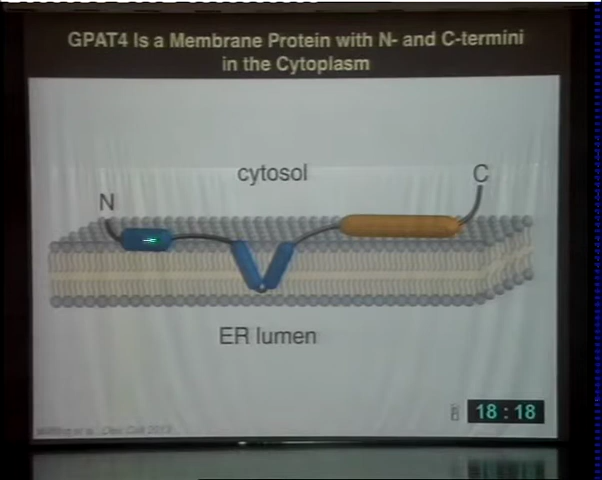 GPAT4 Is a Membrane Protein with N- and C-termini
in the Cytoplasm
cytosol
C
N
ER lumen
18:18